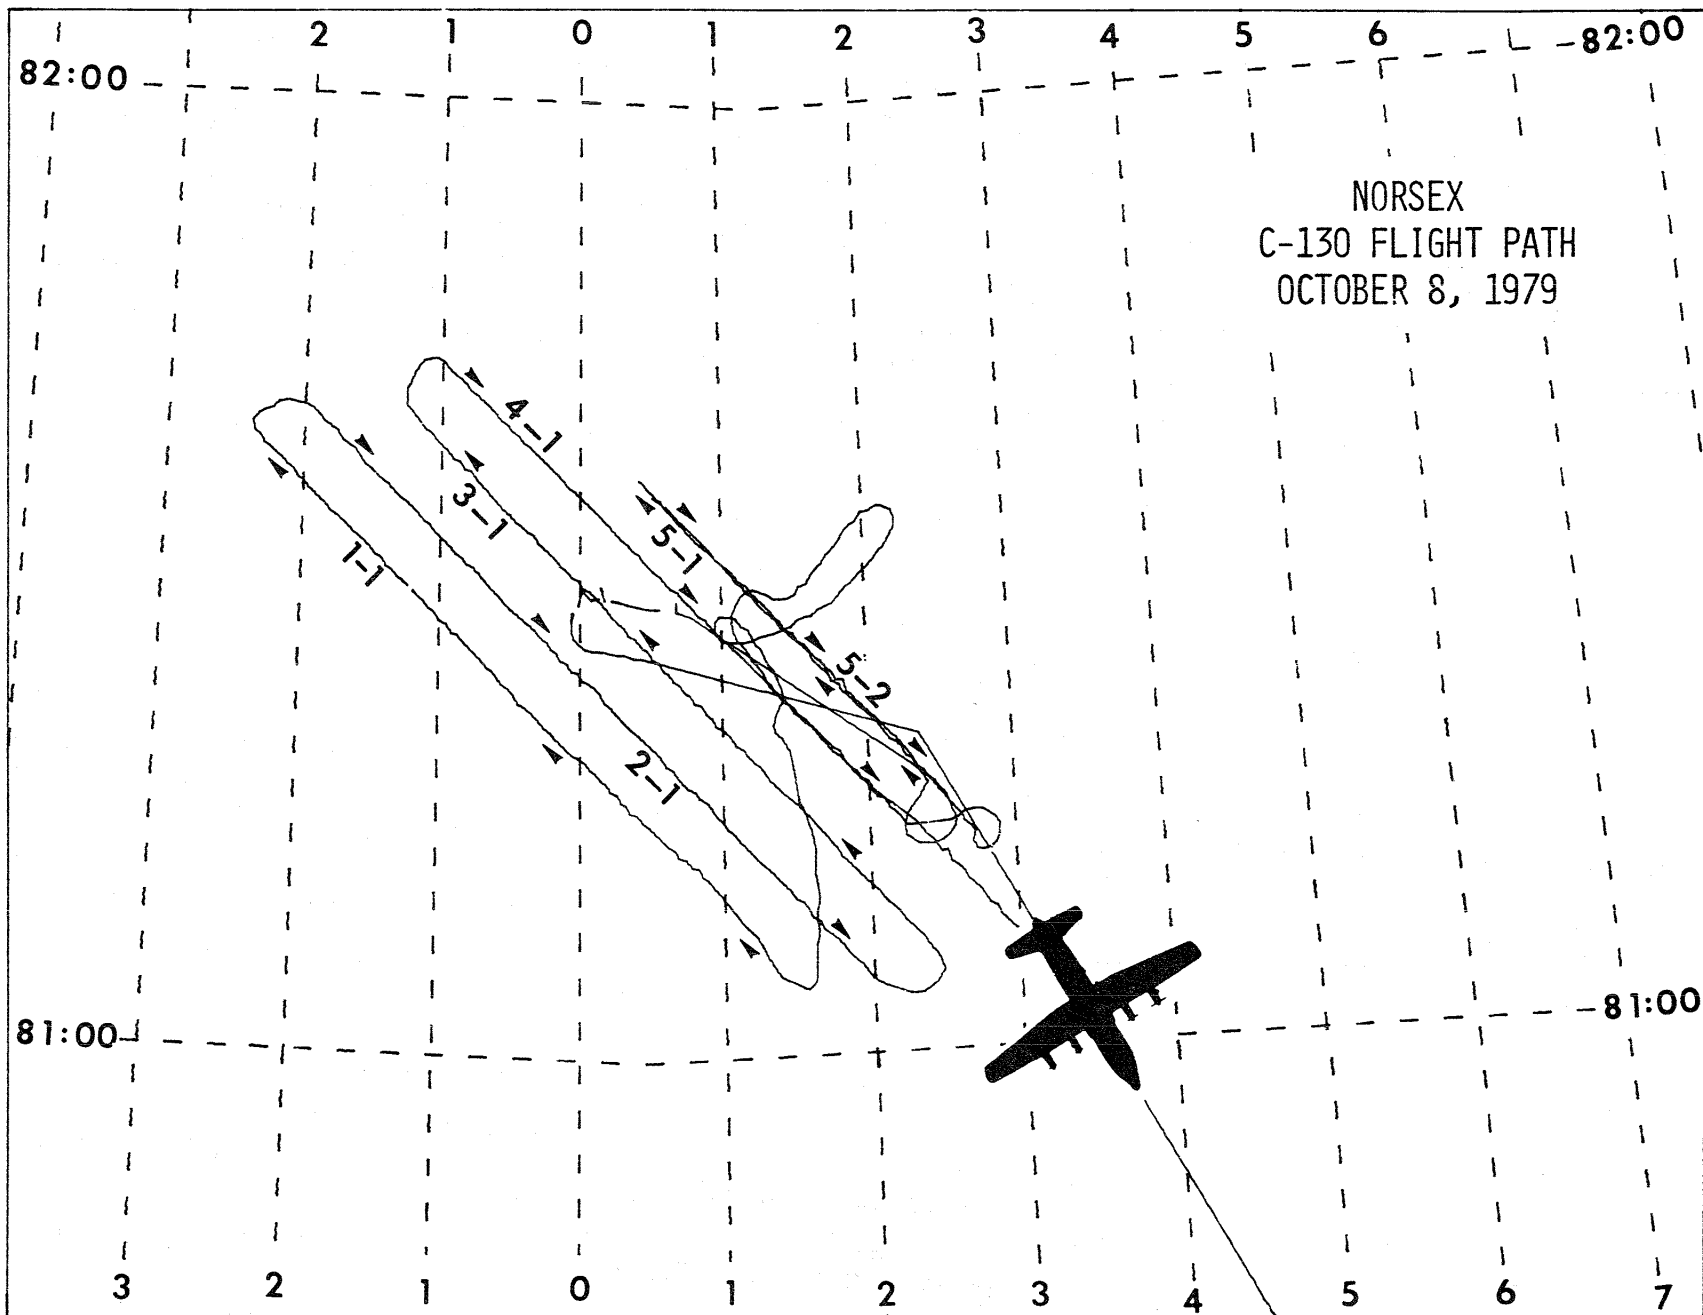 2 1 0 1 2 3 4 5 6
82:00
82:00
NORSEX
C-130 FLIGHT PATH
OCTOBER 8, 1979
4-1
3-1
5-1
1-1
5-2
2-1
81:00
81:00
3 2 1 0 1 2 3 4 5 6 7